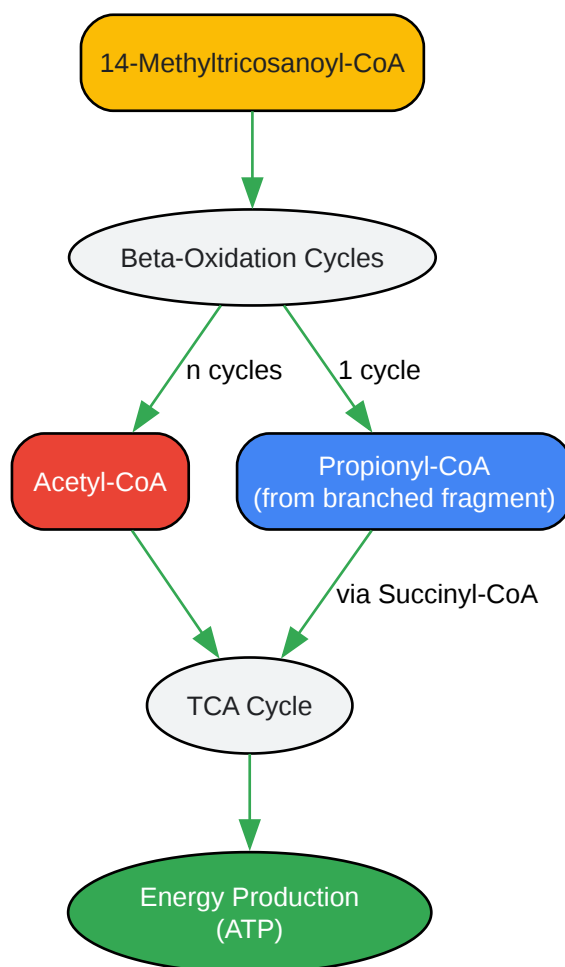 14-Methyltricosanoyl-CoA
Beta-Oxidation Cycles
n cycles
1 cycle
Acetyl-CoA
Propionyl-CoA
(from branched fragment)
via Succinyl-CoA
TCA Cycle
Energy Production
(ATP)